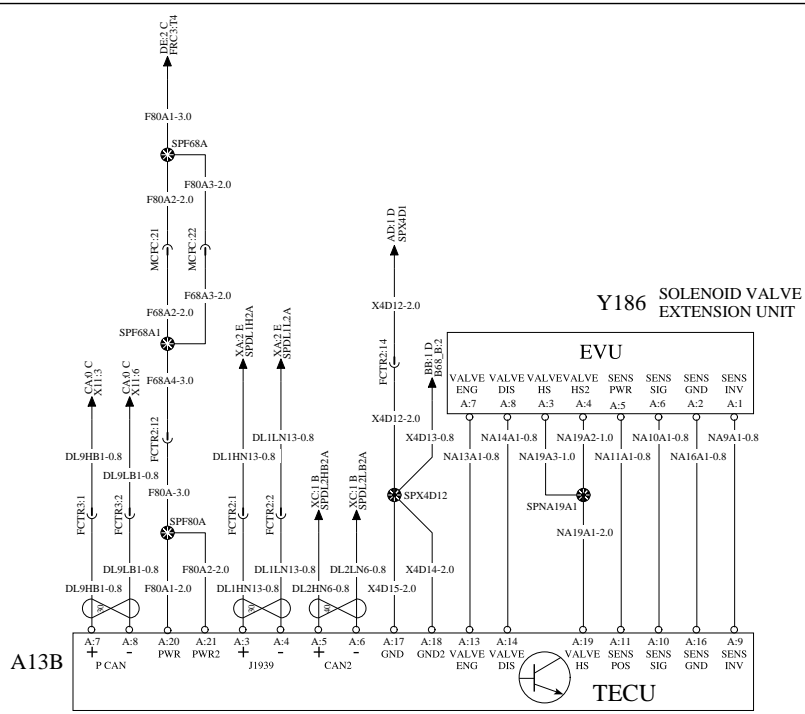 DE:2 C
FRC3:T4
F80A1-3.0
SPF68A
F80A3-2.0
F80A2-2.0
MCFC:21
MCFC:22
AD:1 D
SPX4D1
F68A3-2.0
F68A2-2.0
X4D12-2.0
Y186
SOLENOID VALVE
EXTENSION UNIT
SPF68A1
XA:2 E
SPDL1H2A
XA:2 E
SPDL1L2A
FCTR2:14
BB:1 D
B68_B:2
EVU
CA:0 C
X11:3
CA:0 C
X11:6
F68A4-3.0
VALVE
ENG
A:7
VALVE
DIS
A:8
VALVE
HS
A:3
VALVE
HS2
A:4
SENS
PWR
A:5
SENS
SIG
A:6
SENS
GND
A:2
SENS
INV
A:1
X4D12-2.0
FCTR2:12
DL1HN13-0.8
DL1LN13-0.8
X4D13-0.8
NA13A1-0.8
NA14A1-0.8
NA19A3-1.0
NA19A2-1.0
NA11A1-0.8
NA10A1-0.8
NA16A1-0.8
NA9A1-0.8
DL9HB1-0.8
DL9LB1-0.8
F80A-3.0
XC:1 B
SPDL2HB2A
XC:1 B
SPDL2LB2A
SPX4D12
SPNA19A1
FCTR3:1
FCTR3:2
SPF80A
FCTR2:1
FCTR2:2
NA19A1-2.0
DL9LB1-0.8
F80A2-2.0
DL1LN13-0.8
DL2LN6-0.8
X4D14-2.0
DL9HB1-0.8
F80A1-2.0
DL1HN13-0.8
DL2HN6-0.8
X4D15-2.0
30
30
40
A13B
A:7
+
A:8
-
P CAN
A:20
PWR
A:21
PWR2
A:3
+
A:4
-
J1939
A:5
+
A:6
-
CAN2
A:17
GND
A:18
GND2
A:13
VALVE
ENG
A:14
VALVE
DIS
A:19
VALVE
HS
A:11
SENS
POS
A:10
SENS
SIG
A:16
SENS
GND
A:9
SENS
INV
TECU